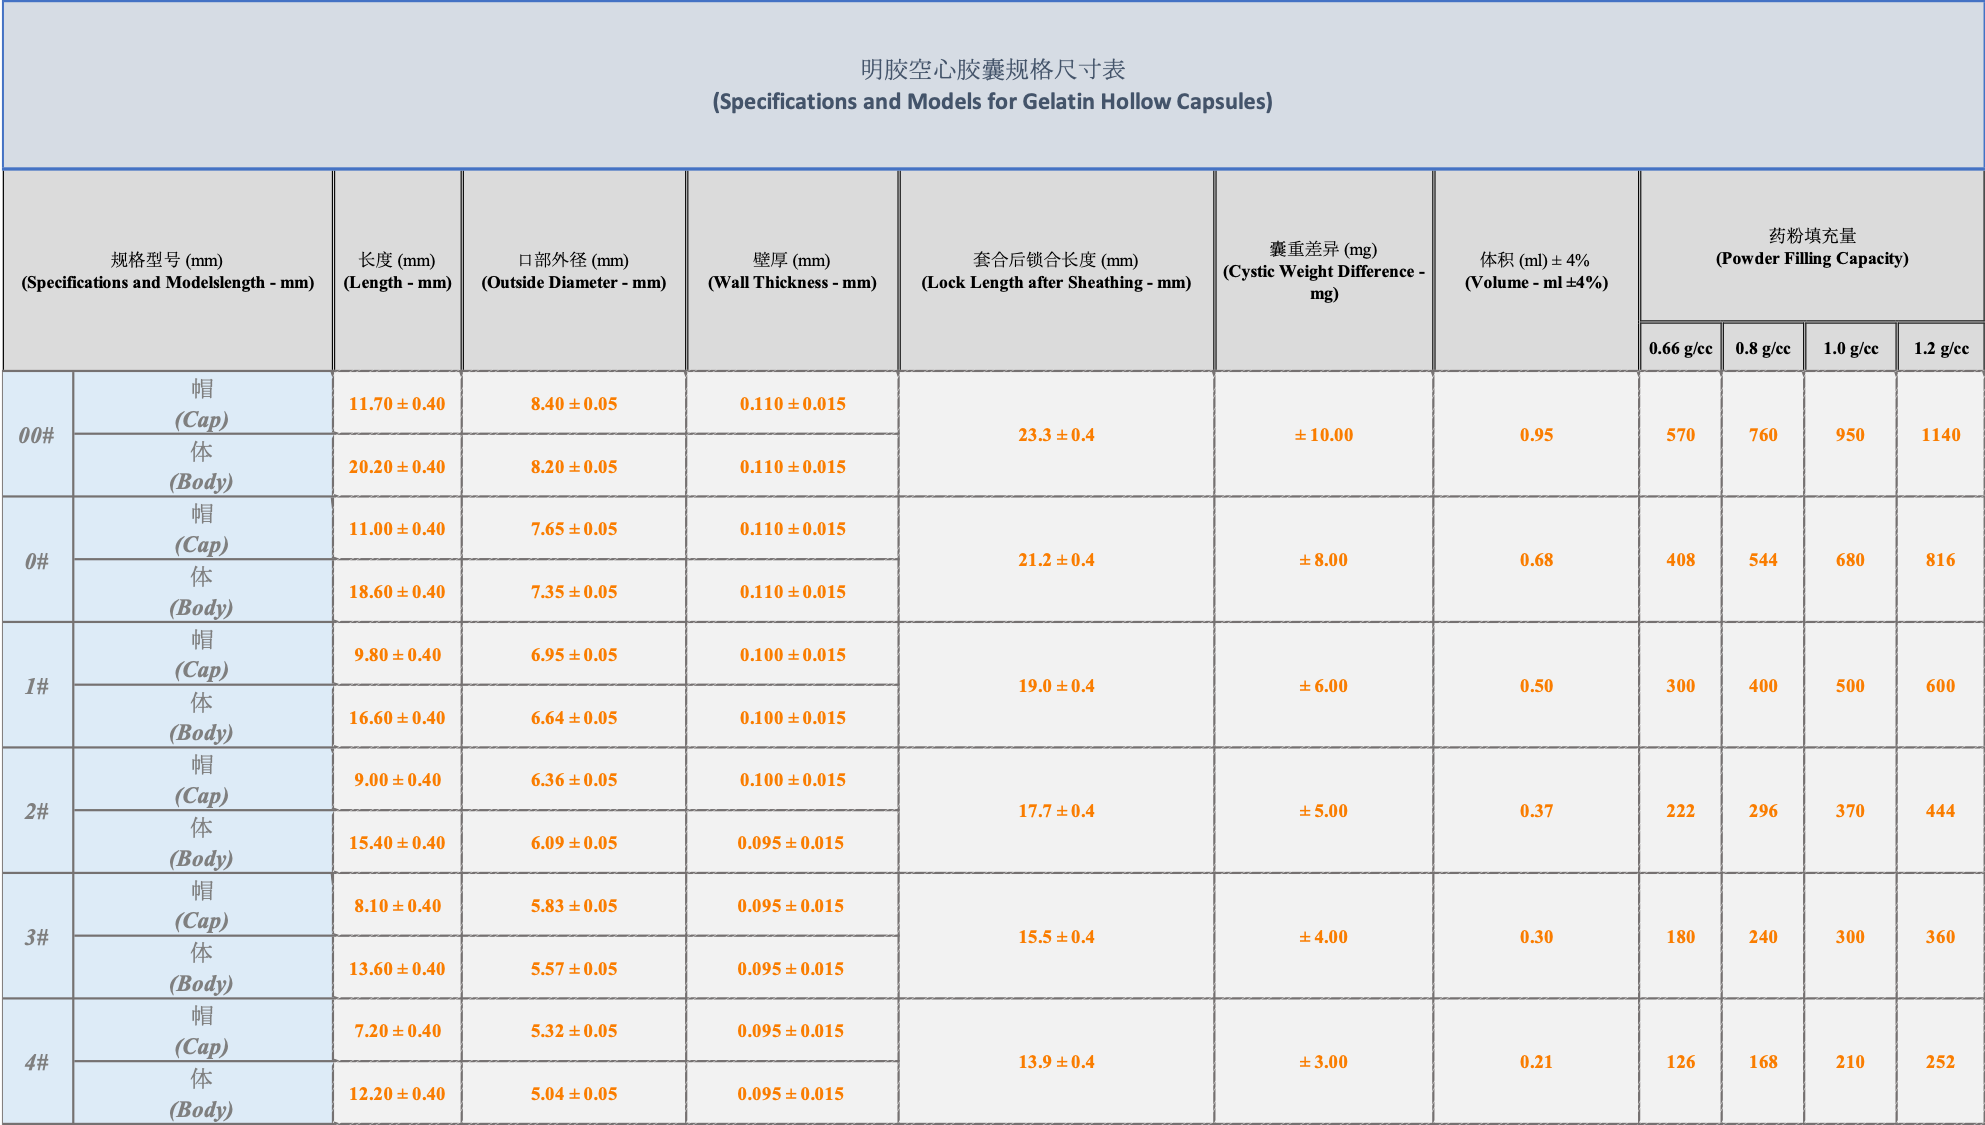 明胶空心胶囊规格尺寸表
(Specifications and Models for Gelatin Hollow Capsules)
规格型号 (mm)
(Specifications and Modelslength - mm)
长度 (mm)
(Length - mm)
口部外径 (mm)
(Outside Diameter - mm)
壁厚 (mm)
(Wall Thickness - mm)
套合后锁合长度 (mm)
(Lock Length after Sheathing - mm)
囊重差异 (mg)
(Cystic Weight Difference -
mg)
体积 (ml) ± 4%
(Volume - ml ±4%)
药粉填充量
(Powder Filling Capacity)
0.66 g/cc 0.8 g/cc 1.0 g/cc 1.2 g/cc
00#
帽
(Cap)
11.70 ± 0.40 8.40 ± 0.05 0.110 ± 0.015
体
(Body)
20.20 ± 0.40 8.20 ± 0.05 0.110 ± 0.015
23.3 ± 0.4 ± 10.00 0.95 570 760 950 1140
0#
帽
(Cap)
11.00 ± 0.40 7.65 ± 0.05 0.110 ± 0.015
体
(Body)
18.60 ± 0.40 7.35 ± 0.05 0.110 ± 0.015
21.2 ± 0.4 ± 8.00 0.68 408 544 680 816
1#
帽
(Cap)
9.80 ± 0.40 6.95 ± 0.05 0.100 ± 0.015
体
(Body)
16.60 ± 0.40 6.64 ± 0.05 0.100 ± 0.015
19.0 ± 0.4 ± 6.00 0.50 300 400 500 600
2#
帽
(Cap)
9.00 ± 0.40 6.36 ± 0.05 0.100 ± 0.015
体
(Body)
15.40 ± 0.40 6.09 ± 0.05 0.095 ± 0.015
17.7 ± 0.4 ± 5.00 0.37 222 296 370 444
3#
帽
(Cap)
8.10 ± 0.40 5.83 ± 0.05 0.095 ± 0.015
体
(Body)
13.60 ± 0.40 5.57 ± 0.05 0.095 ± 0.015
15.5 ± 0.4 ± 4.00 0.30 180 240 300 360
4#
帽
(Cap)
7.20 ± 0.40 5.32 ± 0.05 0.095 ± 0.015
体
(Body)
12.20 ± 0.40 5.04 ± 0.05 0.095 ± 0.015
13.9 ± 0.4 ± 3.00 0.21 126 168 210 252